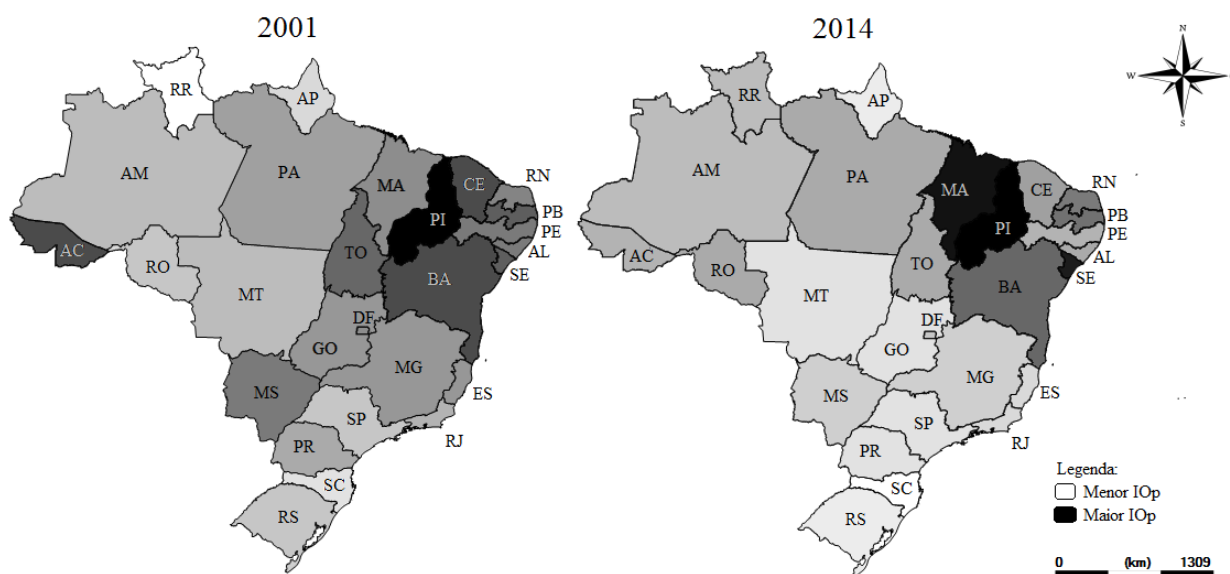 2001
RR
AP
AM
PA
MA
CE
RN
PB
PE
AL
SE
PI
AC
TO
RO
BA
MT
DF
GO
MG
MS
ES
SP
RJ
PR
SC
RS
2014
RR
AP
AM
PA
MA
CE
RN
PB
PE
AL
SE
PI
AC
TO
RO
BA
MT
DF
GO
MG
MS
ES
SP
RJ
PR
SC
RS
N
W
S
Legenda:
Menor IOp
Maior IOp
0 (km) 1309